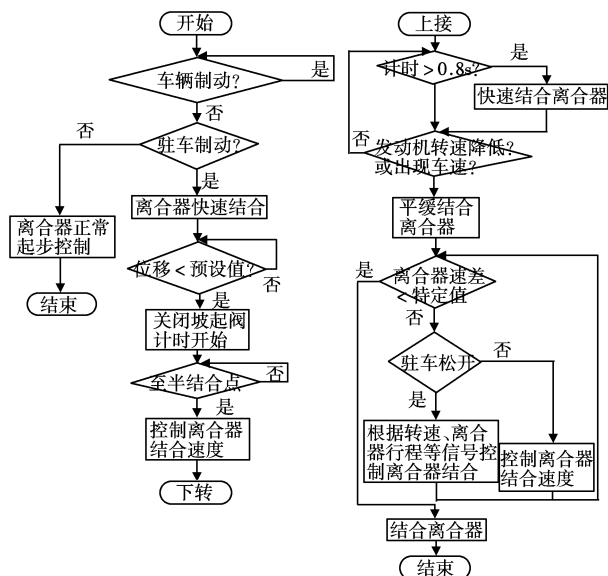 开始
车辆制动?
是
否
驻车制动?
否
是
离合器快速结合
离合器正常
起步控制
结束
位移<预设值?
否
是
关闭坡起阀
计时开始
至半结合点
否
是
控制离合器
结合速度
下转
上接
计时>0.8s?
是
快速结合离合器
发动机转速降低?
或出现车速?
否
平缓结合
离合器
离合器速差
<特定值
是
否
驻车松开
否
是
根据转速、离合
器行程等信号控
制离合器结合
控制离合器
结合速度
结合离合器
结束